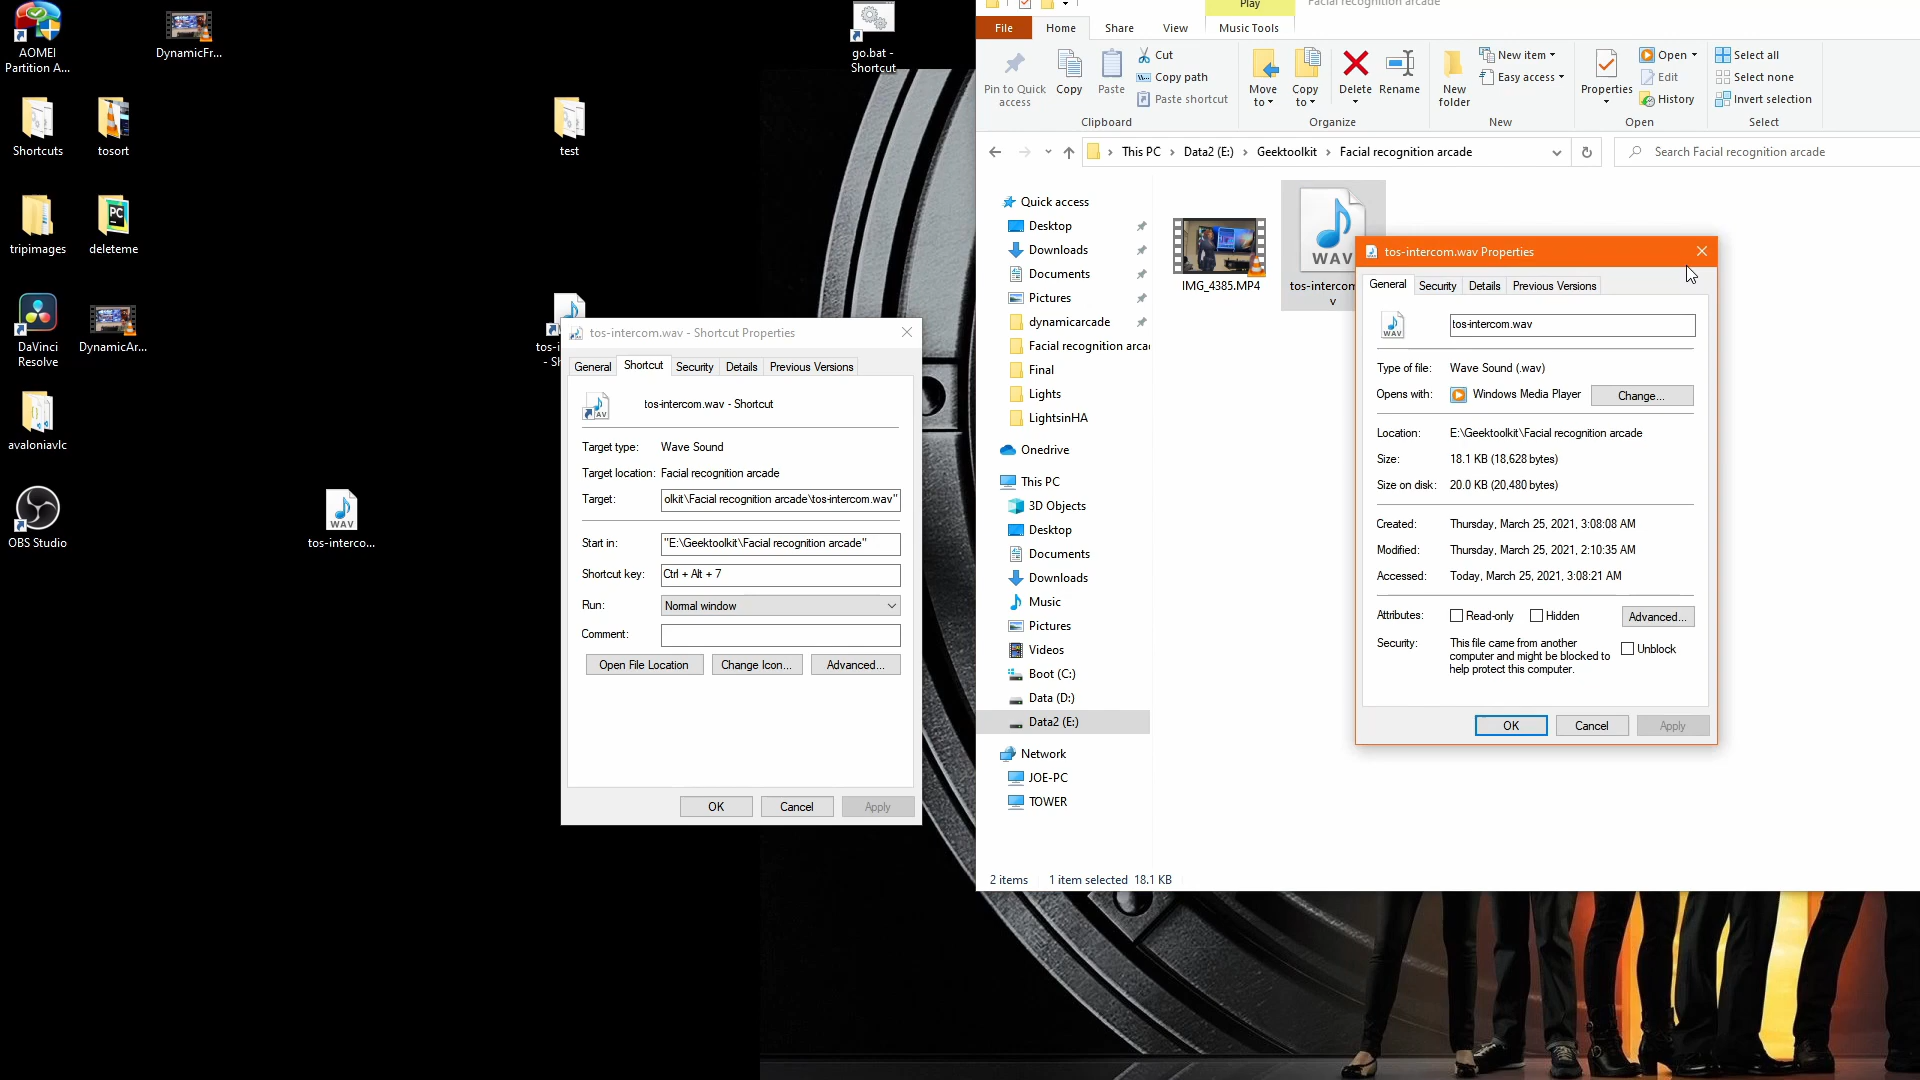 AOMEI
Partition A...
DynamicFr...
go.bat -
Shortcut
Shortcuts
tosort
test
tripimages
deleteme
DaVinci
Resolve
DynamicAr...
avaloniavlc
OBS Studio
tos-interco...
tos-intercom.wav - Shortcut Properties
General
Shortcut
Security
Details
Previous Versions
tos-intercom.wav - Shortcut
Target type: Wave Sound
Target location: Facial recognition arcade
Target: olkit\Facial recognition arcade\tos-intercom.wav"
Start in: "E:\Geektoolkit\Facial recognition arcade"
Shortcut key: Ctrl + Alt + 7
Run: Normal window
Comment:
Open File Location
Change Icon...
Advanced...
OK
Cancel
Apply
Play
Facial recognition arcade
File
Home
Share
View
Music Tools
Pin to Quick
access
Copy
Paste
Cut
Copy path
Paste shortcut
Clipboard
Move
to
Copy
to
Delete
Rename
Organize
New
folder
New item
Easy access
New
Properties
Open
Edit
History
Open
Select all
Select none
Invert selection
Select
This PC > Data2 (E:) > Geektoolkit > Facial recognition arcade
Search Facial recognition arcade
Quick access
Desktop
Downloads
Documents
Pictures
dynamicarcade
Facial recognition arca
Final
Lights
LightsinHA
Onedrive
This PC
3D Objects
Desktop
Documents
Downloads
Music
Pictures
Videos
Boot (C:)
Data (D:)
Data2 (E:)
Network
JOE-PC
TOWER
IMG_4385.MP4
WAV
tos-intercom
v
2 items
1 item selected 18.1 KB
tos-intercom.wav Properties
General
Security
Details
Previous Versions
tos-intercom.wav
Type of file: Wave Sound (.wav)
Opens with: Windows Media Player
Change...
Location: E:\Geektoolkit\Facial recognition arcade
Size: 18.1 KB (18,628 bytes)
Size on disk: 20.0 KB (20,480 bytes)
Created: Thursday, March 25, 2021, 3:08:08 AM
Modified: Thursday, March 25, 2021, 2:10:35 AM
Accessed: Today, March 25, 2021, 3:08:21 AM
Attributes: Read-only Hidden
Advanced...
Security: This file came from another
computer and might be blocked to
help protect this computer.
Unblock
OK
Cancel
Apply